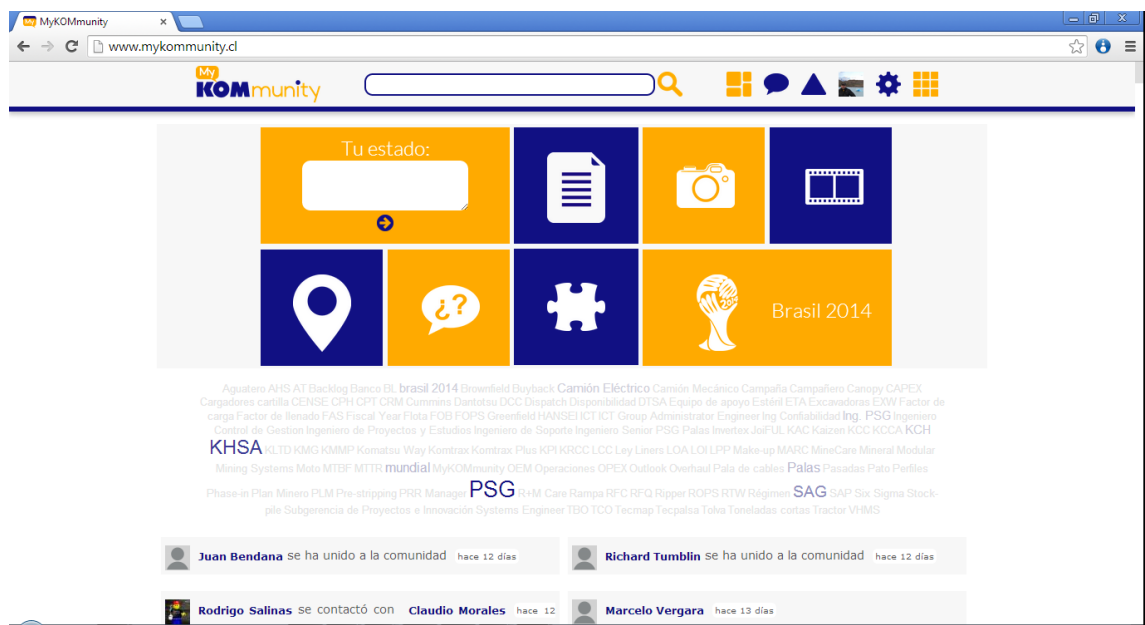 MyKOMmunity
www.mykommunity.cl
My
KOMmunity
Tu estado:
¿?
2014
Brasil 2014
Aguatero AHS AT Backlog Banco BL brasil 2014 Brownfield Buyback Camión Eléctrico Camión Mecánico Campaña Campañero Canopy CAPEX
Cargadores cartilla CENSE CPH CPT CRM Cummins Dantotsu DCC Dispatch Disponibilidad DTSA Equipo de apoyo Estéril ETA Excavadoras EXW Factor de
carga Factor de llenado FAS Fiscal Year Flota FOB FOPS Greenfield HANSEI ICT ICT Group Administrator Engineer Ing Confiabilidad Ing. PSG Ingeniero
Control de Gestion Ingeniero de Proyectos y Estudios Ingeniero de Soporte Ingeniero Senior PSG Palas Invertex JoiFUL KAC Kaizen KCC KCCA KCH
KHSA KLTD KMG KMMP Komatsu Way Komtrax Komtrax Plus KPI KRCC LCC Ley Liners LOA LOI LPP Make-up MARC MineCare Mineral Modular
Mining Systems Moto MTBF MTTR mundial MyKOMmunity OEM Operaciones OPEX Outlook Overhaul Pala de cables Palas Pasadas Pato Perfiles
Phase-in Plan Minero PLM Pre-stripping PRR Manager PSG R+M Care Rampa RFC RFQ Ripper ROPS RTW Régimen SAG SAP Six Sigma Stock-
pile Subgerencia de Proyectos e Innovación Systems Engineer TBO TCO Tecmap Tecpalsa Tolva Toneladas cortas Tractor VHMS
Juan Bendana se ha unido a la comunidad hace 12 días
Richard Tumblin se ha unido a la comunidad hace 12 días
Rodrigo Salinas se contactó con Claudio Morales hace 12
Marcelo Vergara hace 13 días